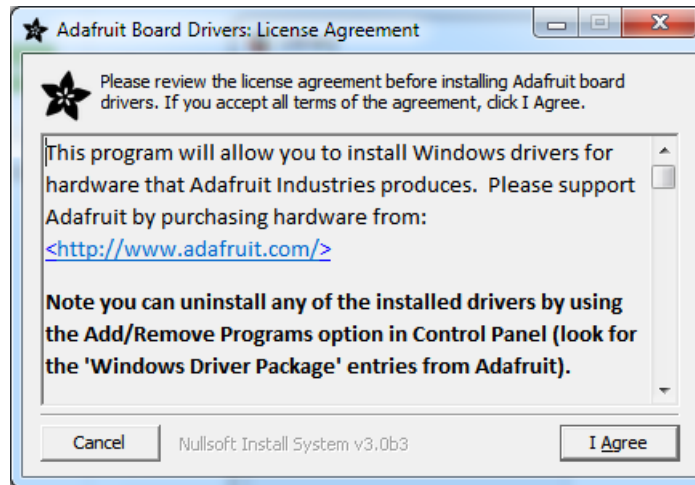 Adafruit Board Drivers: License Agreement
Please review the license agreement before installing Adafruit board
drivers. If you accept all terms of the agreement, click I Agree.
This program will allow you to install Windows drivers for
hardware that Adafruit Industries produces.  Please support
Adafruit by purchasing hardware from:
<http://www.adafruit.com/>
Note you can uninstall any of the installed drivers by using
the Add/Remove Programs option in Control Panel (look for
the 'Windows Driver Package' entries from Adafruit).
Cancel Nullsoft Install System v3.0b3 I Agree